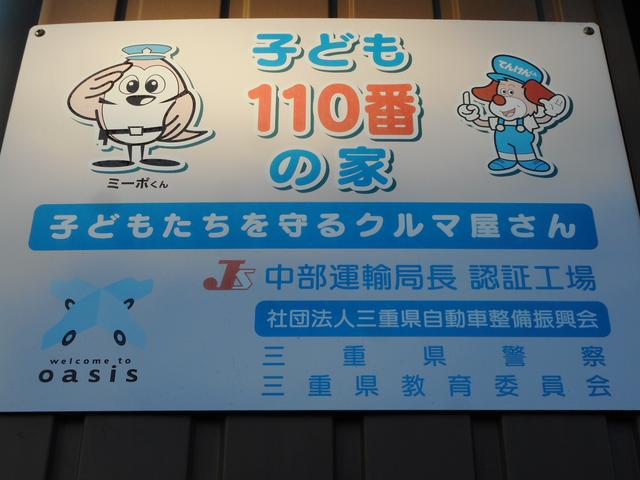 子ども
110番
の家
てんけんくん
ミーポくん
子どもたちを守るクルマ屋さん
JS 中部運輸局長 認証工場
社団法人三重県自動車整備振興会
welcome to
oasis
三重県警察
三重県教育委員会